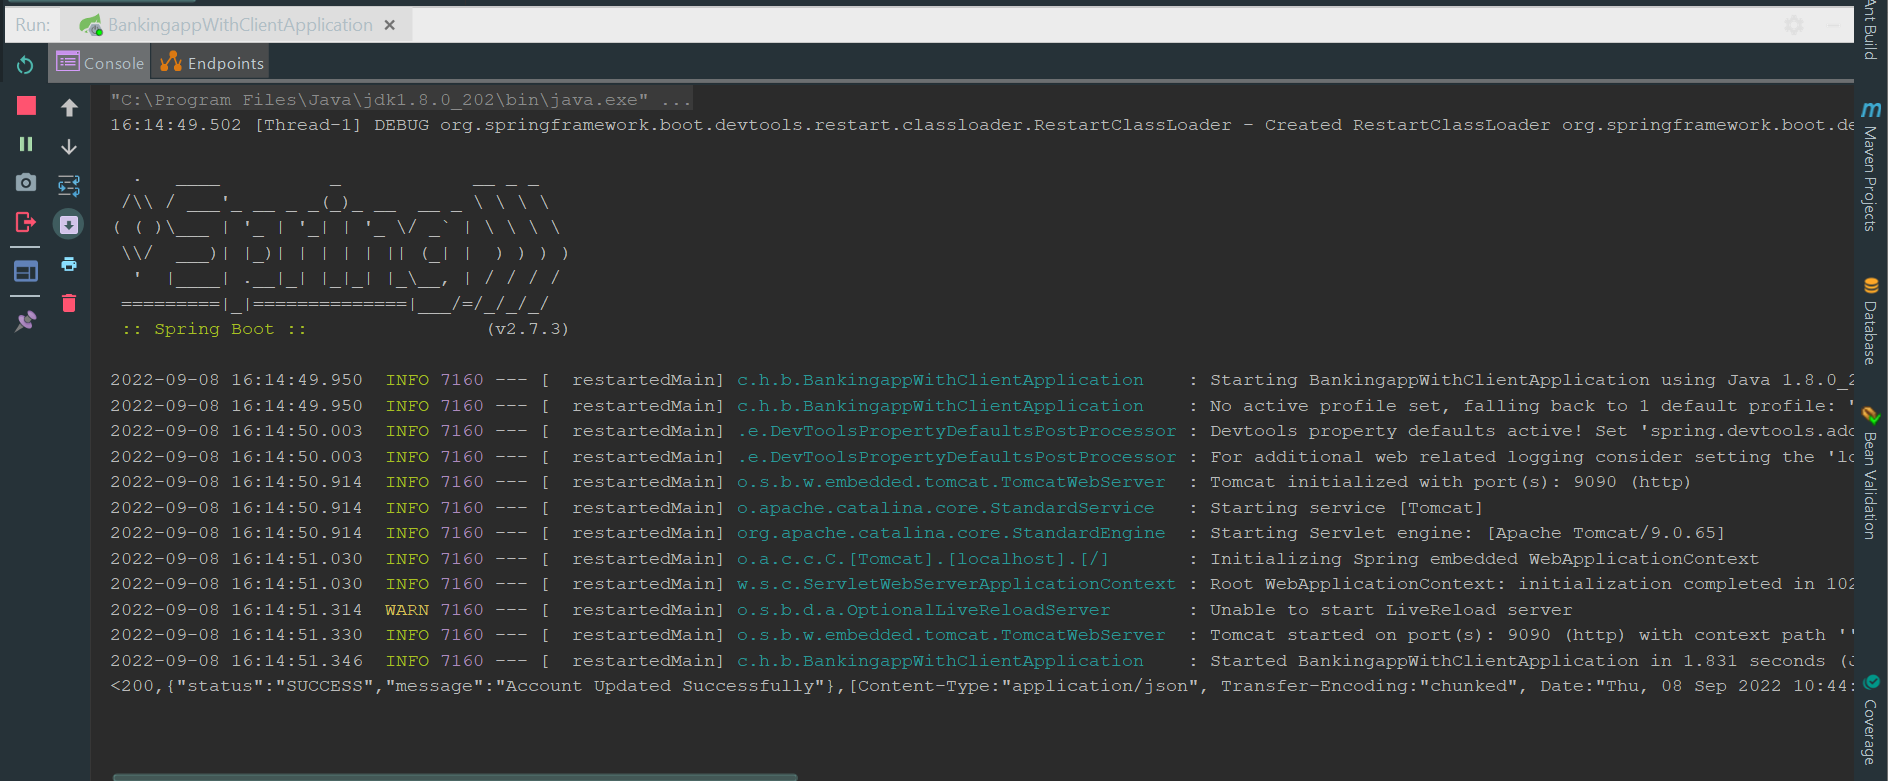 Run: BankingappWithClientApplication ×
Console Endpoints
"C:\Program Files\Java\jdk1.8.0_202\bin\java.exe" ...
16:14:49.502 [Thread-1] DEBUG org.springframework.boot.devtools.restart.classloader.RestartClassLoader - Created RestartClassLoader org.springframework.boot.de
  .   ____          _            __ _ _
 /\\ / ___'_ __ _ _(_)_ __  __ _ \ \ \ \
( ( )\___ | '_ | '_| | '_ \/ _` | \ \ \ \
 \\/  ___)| |_)| | | | | || (_| |  ) ) ) )
  '  |____| .__|_| |_|_| |_\__, | / / / /
 =========|_|==============|___/=/_/_/_/
 :: Spring Boot ::                (v2.7.3)
2022-09-08 16:14:49.950  INFO 7160 --- [  restartedMain] c.h.b.BankingappWithClientApplication    : Starting BankingappWithClientApplication using Java 1.8.0_2
2022-09-08 16:14:49.950  INFO 7160 --- [  restartedMain] c.h.b.BankingappWithClientApplication    : No active profile set, falling back to 1 default profile: "
2022-09-08 16:14:50.003  INFO 7160 --- [  restartedMain] .e.DevToolsPropertyDefaultsPostProcessor : Devtools property defaults active! Set 'spring.devtools.add
2022-09-08 16:14:50.003  INFO 7160 --- [  restartedMain] .e.DevToolsPropertyDefaultsPostProcessor : For additional web related logging consider setting the 'lo
2022-09-08 16:14:50.914  INFO 7160 --- [  restartedMain] o.s.b.w.embedded.tomcat.TomcatWebServer  : Tomcat initialized with port(s): 9090 (http)
2022-09-08 16:14:50.914  INFO 7160 --- [  restartedMain] o.apache.catalina.core.StandardService   : Starting service [Tomcat]
2022-09-08 16:14:50.914  INFO 7160 --- [  restartedMain] org.apache.catalina.core.StandardEngine  : Starting Servlet engine: [Apache Tomcat/9.0.65]
2022-09-08 16:14:51.030  INFO 7160 --- [  restartedMain] o.a.c.c.C.[Tomcat].[localhost].[/]       : Initializing Spring embedded WebApplicationContext
2022-09-08 16:14:51.030  INFO 7160 --- [  restartedMain] w.s.c.ServletWebServerApplicationContext : Root WebApplicationContext: initialization completed in 102
2022-09-08 16:14:51.314  WARN 7160 --- [  restartedMain] o.s.b.d.a.OptionalLiveReloadServer       : Unable to start LiveReload server
2022-09-08 16:14:51.330  INFO 7160 --- [  restartedMain] o.s.b.w.embedded.tomcat.TomcatWebServer  : Tomcat started on port(s): 9090 (http) with context path ''
2022-09-08 16:14:51.346  INFO 7160 --- [  restartedMain] c.h.b.BankingappWithClientApplication    : Started BankingappWithClientApplication in 1.831 seconds (J
<200,{"status":"SUCCESS","message":"Account Updated Successfully"},[Content-Type:"application/json", Transfer-Encoding:"chunked", Date:"Thu, 08 Sep 2022 10:44:
Ant Build
m Maven Projects
Database
Bean Validation
Coverage